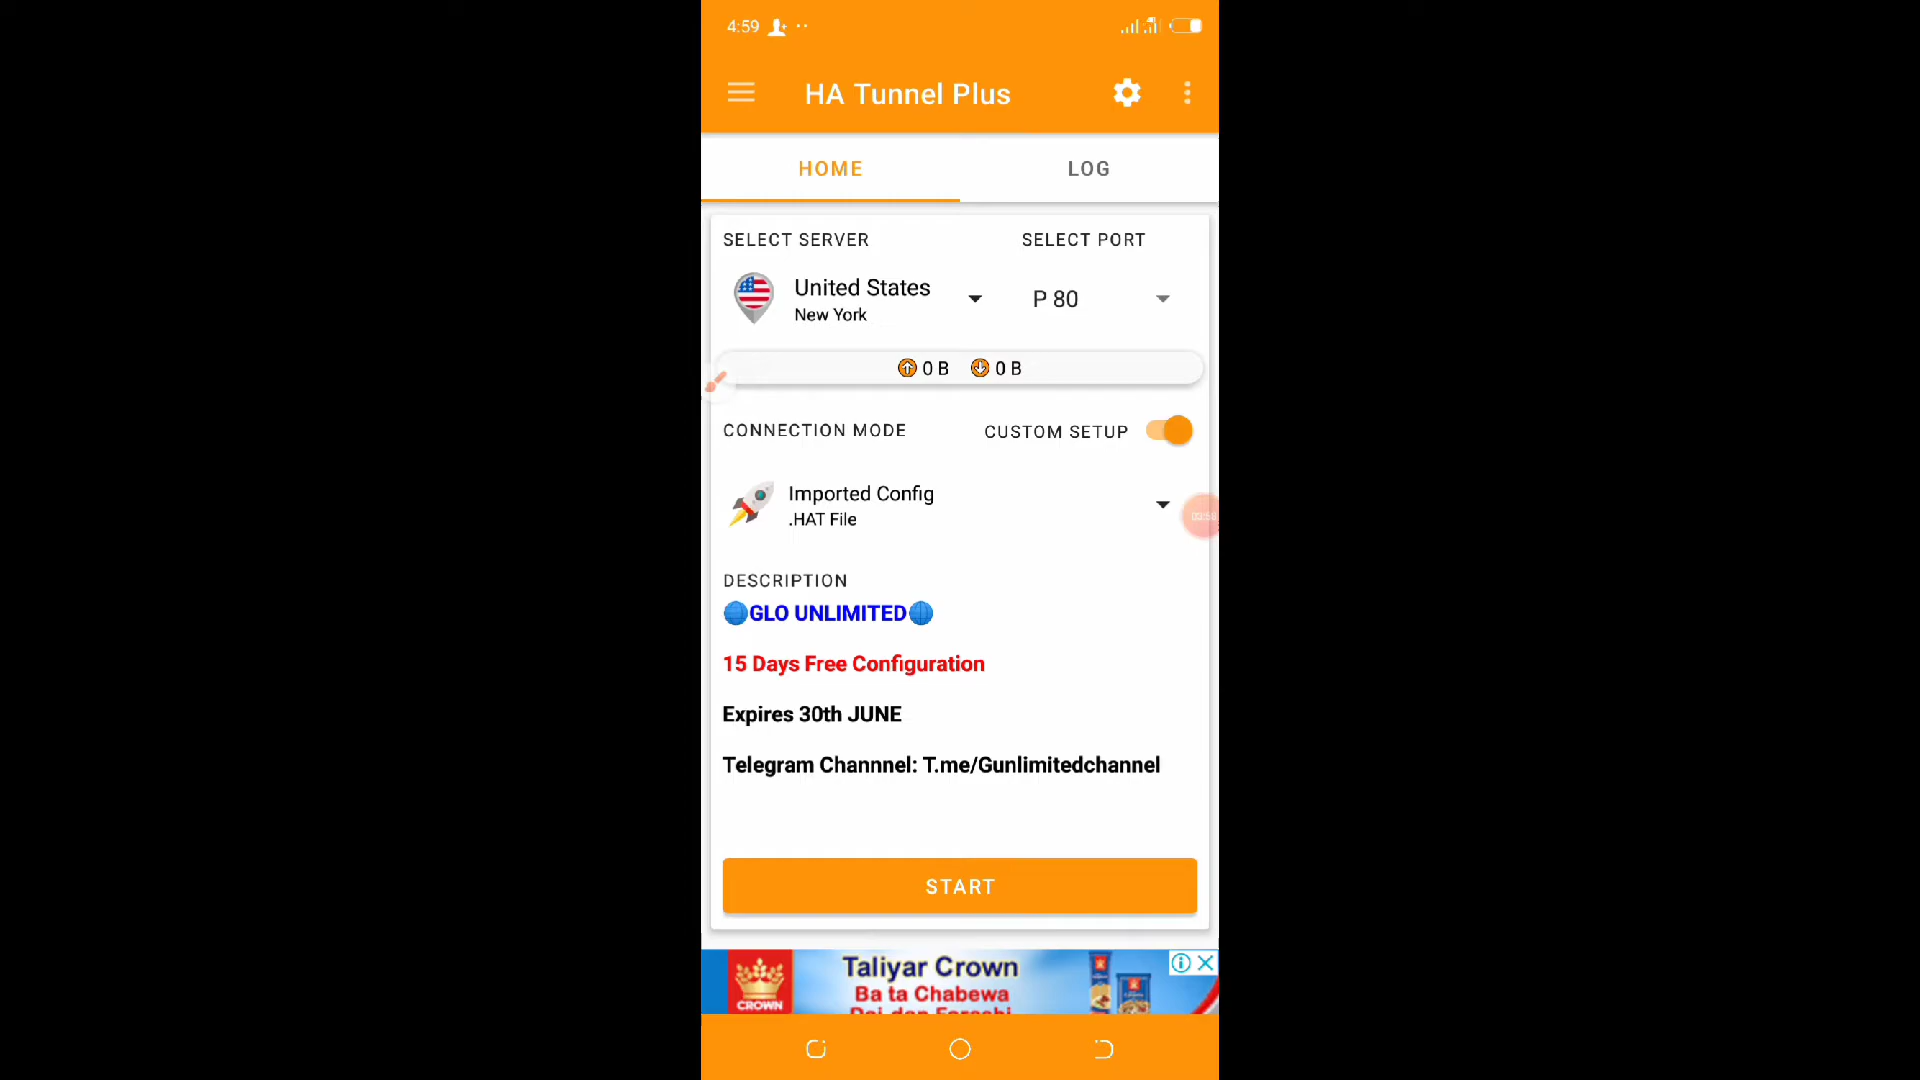 4:59
HA Tunnel Plus
HOME
LOG
SELECT SERVER
SELECT PORT
United States
New York
P 80
0 B 0 B
CONNECTION MODE
CUSTOM SETUP
Imported Config
.HAT File
00:58
DESCRIPTION
GLO UNLIMITED
15 Days Free Configuration
Expires 30th JUNE
Telegram Channnel: T.me/Gunlimitedchannel
START
Taliyar Crown
CROWN
Ba ta Chabewa